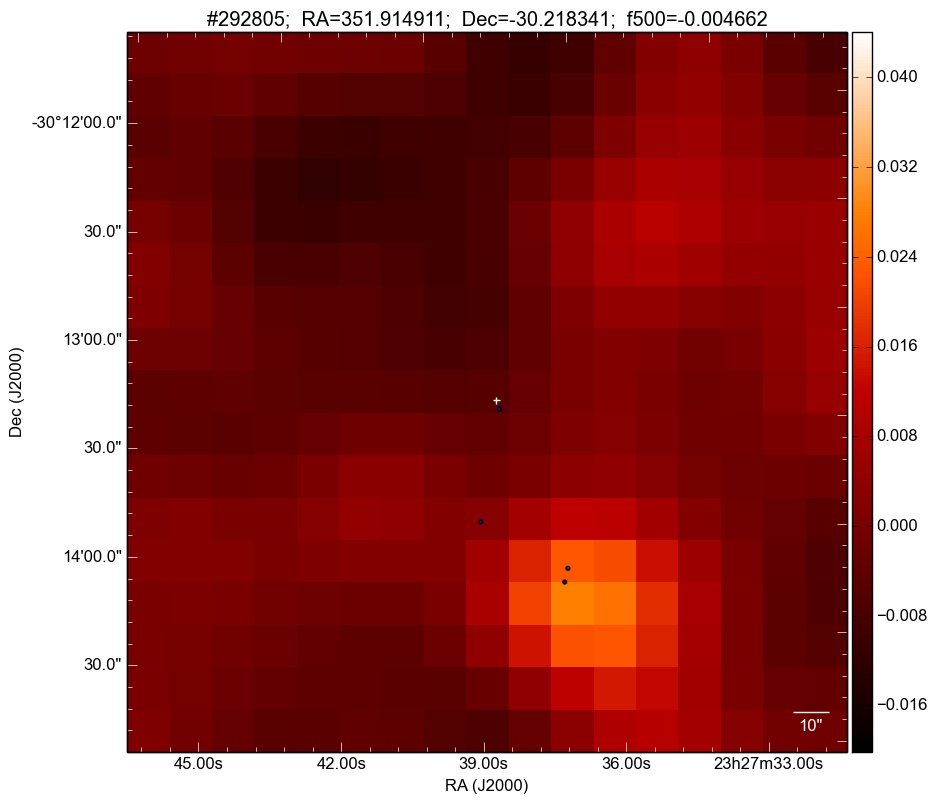 #292805;  RA=351.914911;  Dec=-30.218341;  f500=-0.004662
-30°12'00.0"
30.0"
13'00.0"
30.0"
14'00.0"
30.0"
Dec (J2000)
45.00s
42.00s
39.00s
36.00s
23h27m33.00s
RA (J2000)
10"
0.040
0.032
0.024
0.016
0.008
0.000
−0.008
−0.016